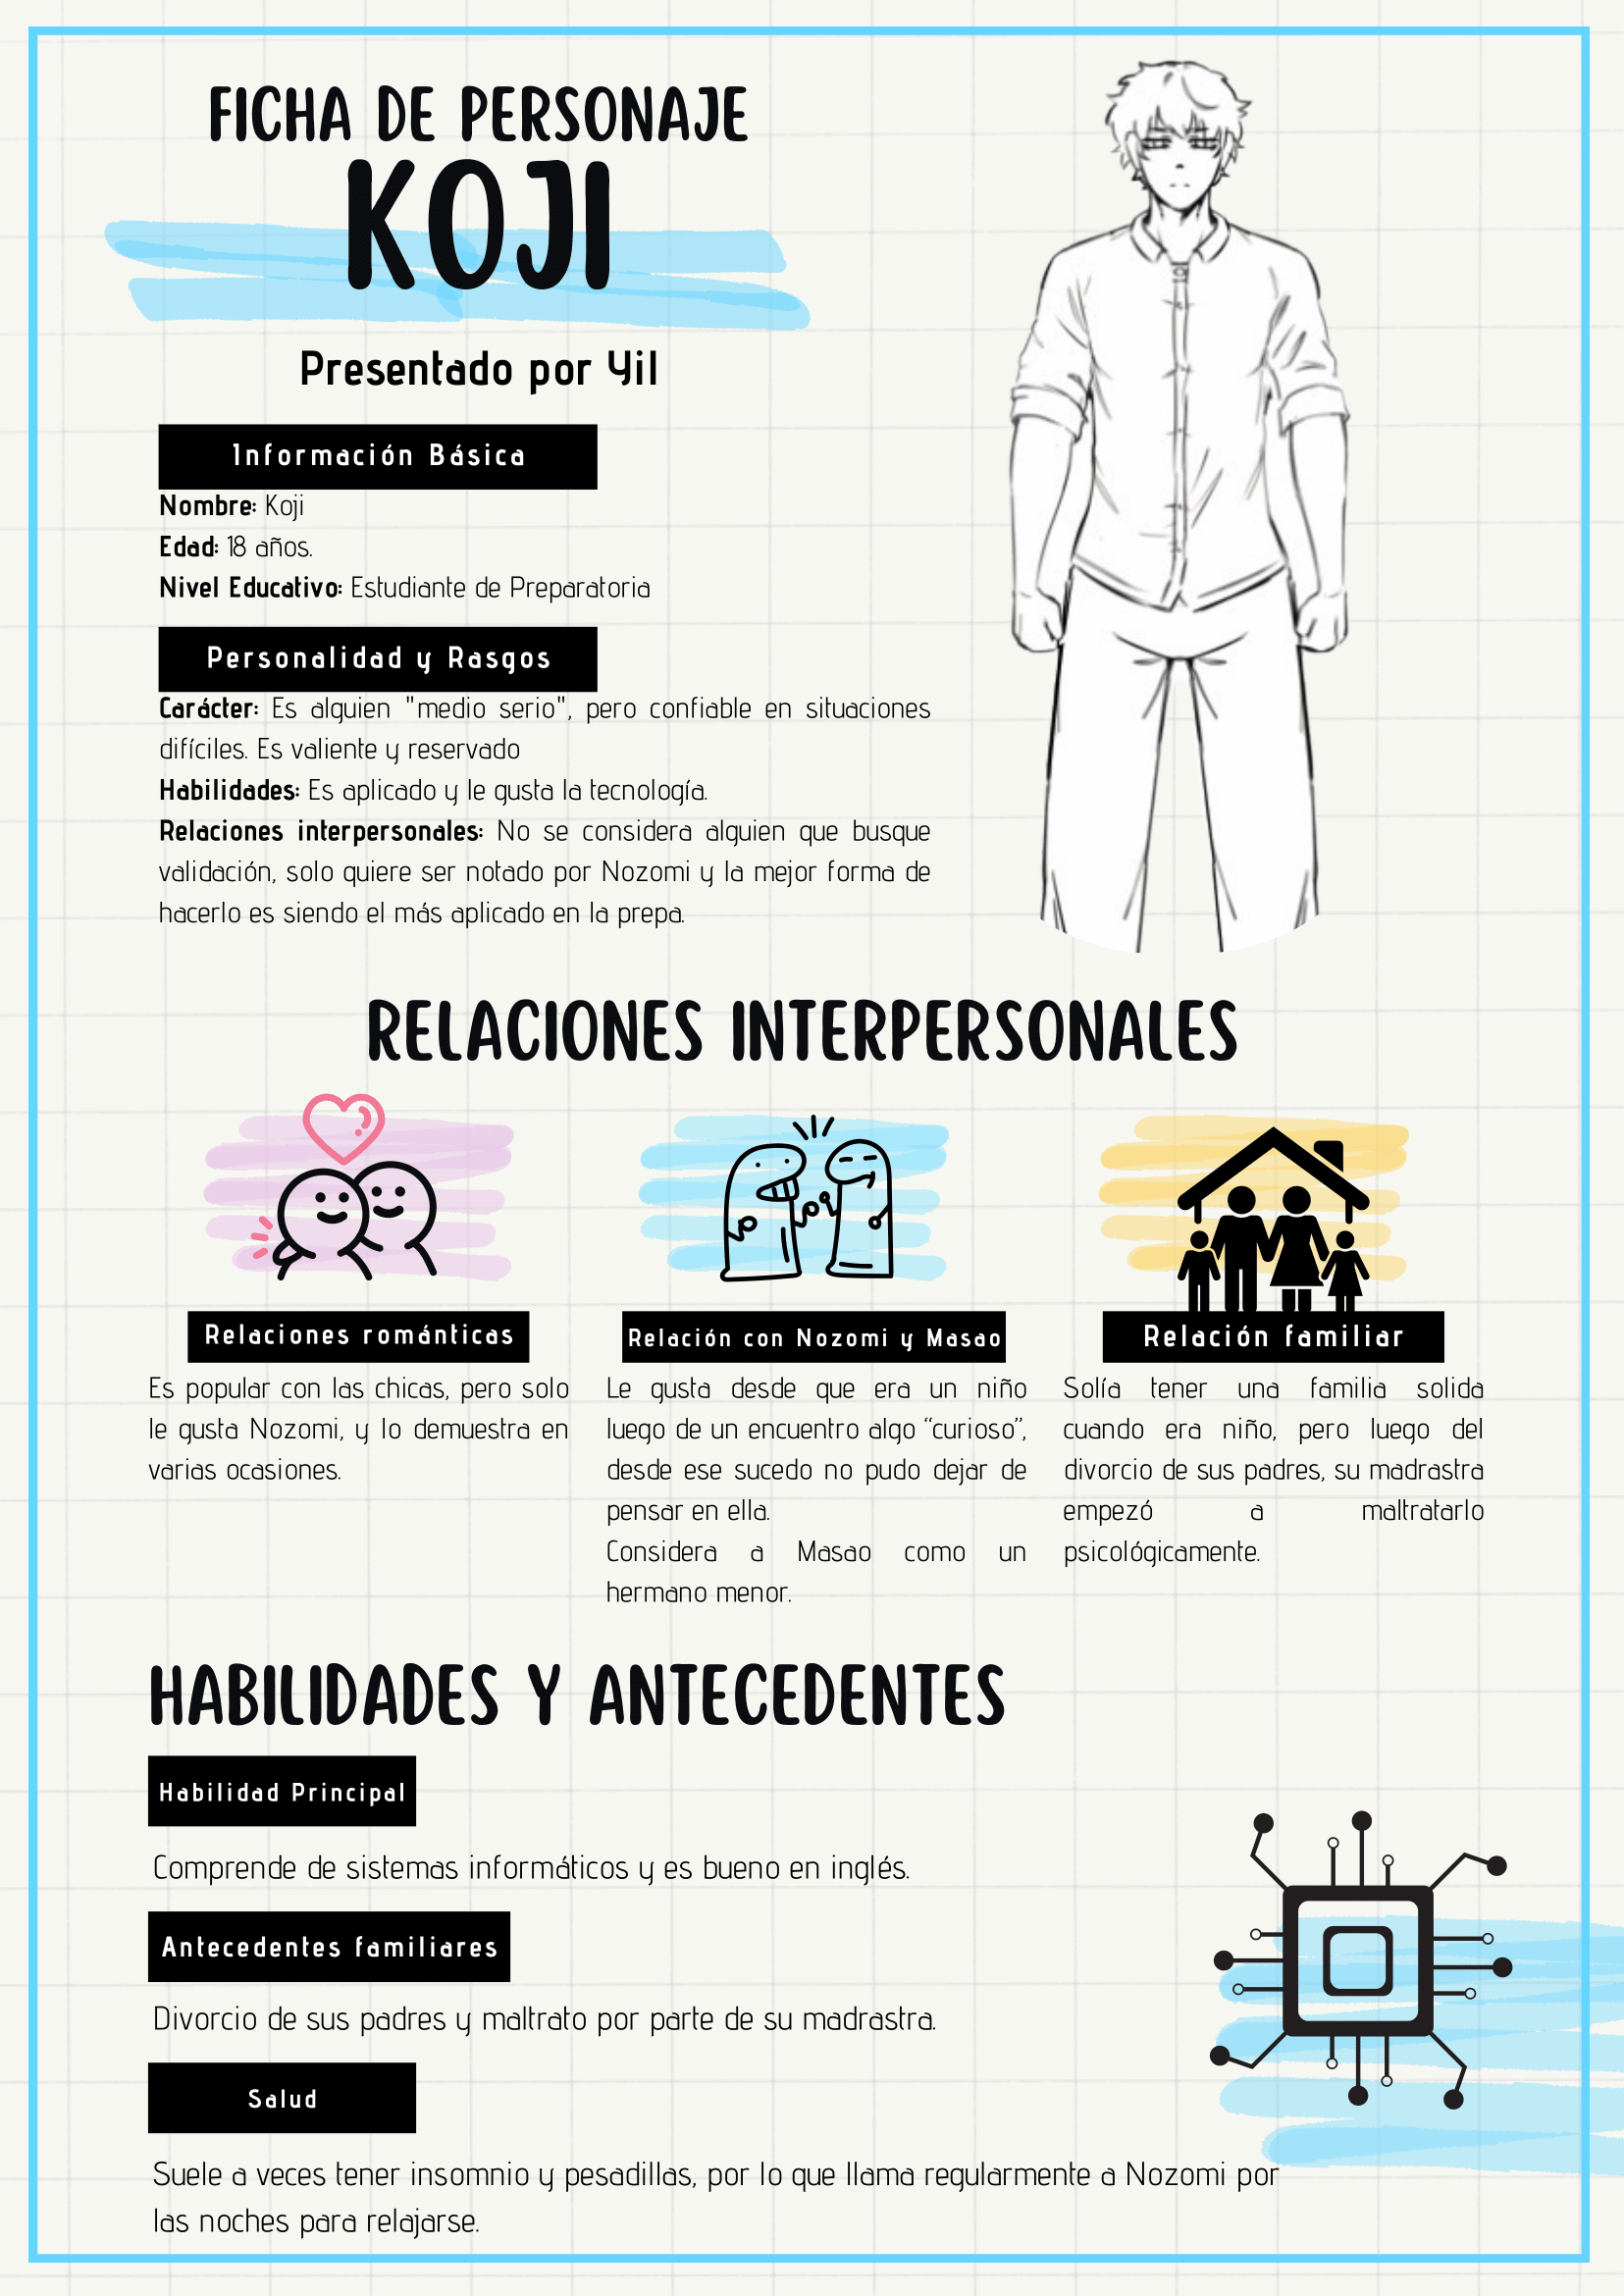 FICHA DE PERSONAJE
KOJI
Presentado por Yil
Información Básica
Nombre: Koji
Edad: 18 años.
Nivel Educativo: Estudiante de Preparatoria
Personalidad y Rasgos
Carácter: Es alguien "medio serio", pero confiable en situaciones
difíciles. Es valiente y reservado
Habilidades: Es aplicado y le gusta la tecnología.
Relaciones interpersonales: No se considera alguien que busque
validación, solo quiere ser notado por Nozomi y la mejor forma de
hacerlo es siendo el más aplicado en la prepa.
RELACIONES INTERPERSONALES
Relaciones románticas
Es popular con las chicas, pero solo
le gusta Nozomi, y lo demuestra en
varias ocasiones.
Relación con Nozomi y Masao
Le gusta desde que era un niño
luego de un encuentro algo “curioso”,
desde ese sucedo no pudo dejar de
pensar en ella.
Considera a Masao como un
hermano menor.
Relación familiar
Solía tener una familia solida
cuando era niño, pero luego del
divorcio de sus padres, su madrastra
empezó a maltratarlo
psicológicamente.
HABILIDADES Y ANTECEDENTES
Habilidad Principal
Comprende de sistemas informáticos y es bueno en inglés.
Antecedentes familiares
Divorcio de sus padres y maltrato por parte de su madrastra.
Salud
Suele a veces tener insomnio y pesadillas, por lo que llama regularmente a Nozomi por
las noches para relajarse.